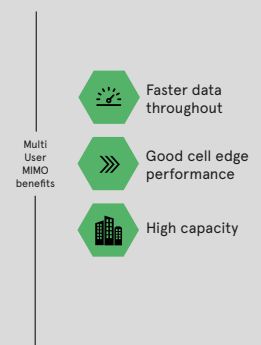 Multi
User
MIMO
benefits
Faster data
throughout
Good cell edge
performance
High capacity